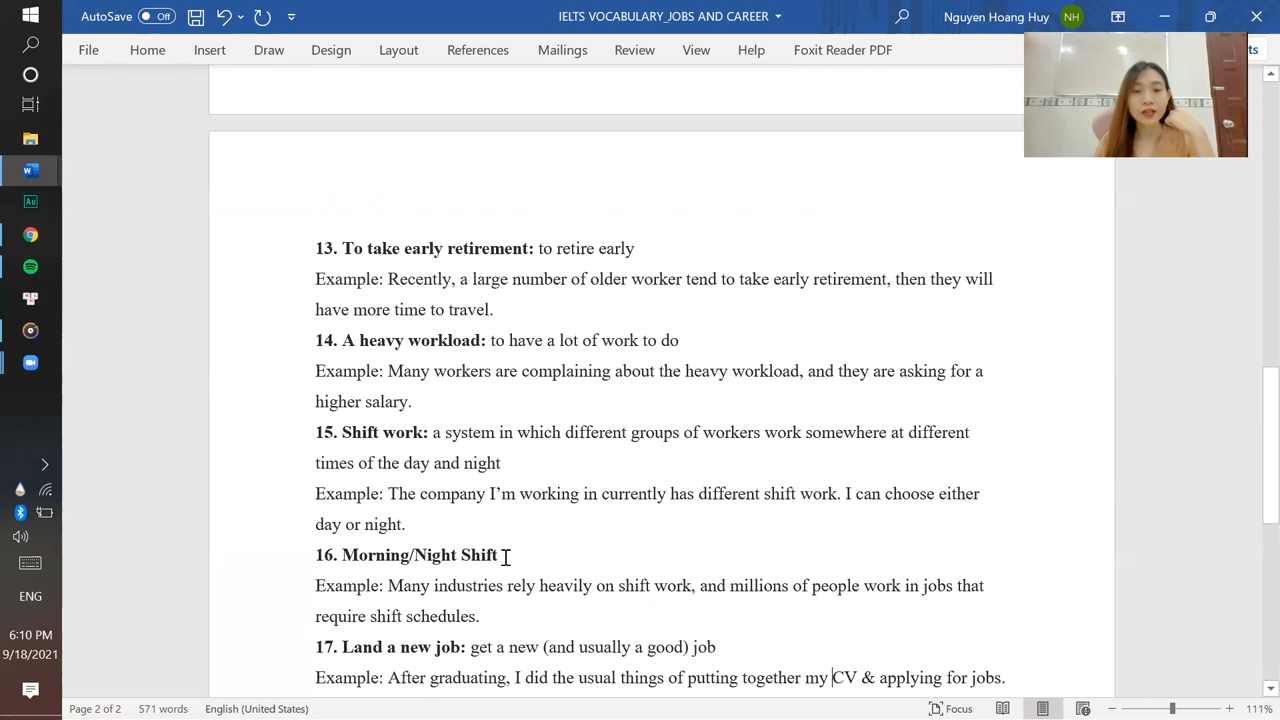 AutoSave Off
IELTS VOCABULARY_JOBS AND CAREER
Nguyen Hoang Huy NH
File Home Insert Draw Design Layout References Mailings Review View Help Foxit Reader PDF
13. To take early retirement: to retire early
Example: Recently, a large number of older worker tend to take early retirement, then they will
have more time to travel.
14. A heavy workload: to have a lot of work to do
Example: Many workers are complaining about the heavy workload, and they are asking for a
higher salary.
15. Shift work: a system in which different groups of workers work somewhere at different
times of the day and night
Example: The company I’m working in currently has different shift work. I can choose either
day or night.
16. Morning/Night Shift
Example: Many industries rely heavily on shift work, and millions of people work in jobs that
require shift schedules.
17. Land a new job: get a new (and usually a good) job
Example: After graduating, I did the usual things of putting together my CV & applying for jobs.
6:10 PM
9/18/2021
Page 2 of 2 571 words English (United States) Focus 111%